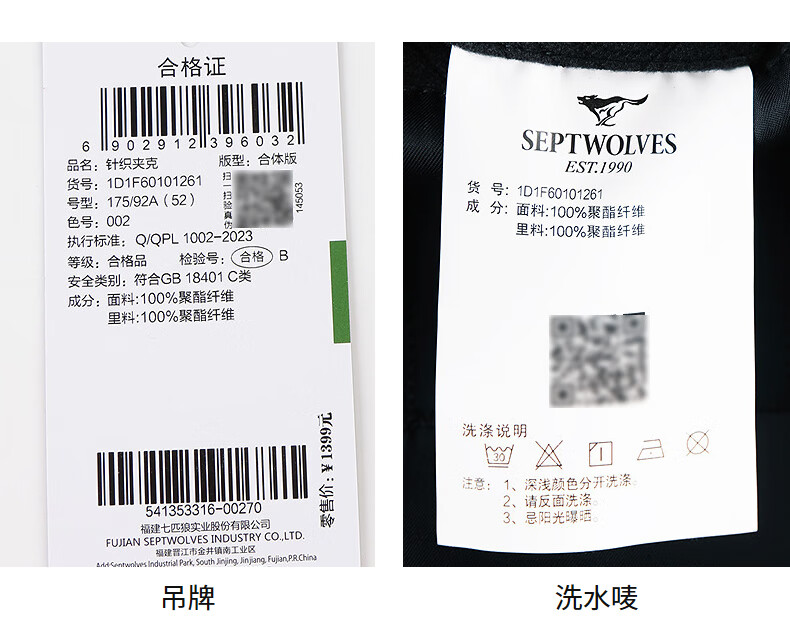 合格证
6 902912 396032
品名：针织夹克 版型：合体版
货号：1D1F60101261
号型：175/92A（52）
色号：002
扫一扫验真伪
145053
执行标准：Q/QPL 1002-2023
等级：合格品 检验号：合格 B
安全类别：符合GB 18401 C类
成分：面料:100%聚酯纤维
里料:100%聚酯纤维
零售价：¥1399元
541353316-00270
福建七匹狼实业股份有限公司
FUJIAN SEPTWOLVES INDUSTRY CO.,LTD.
福建晋江市金井镇南工业区
Add:Septwolves Industrial Park, South Jinjing, Jinjiang, Fujian,P.R.China
吊牌
SEPTWOLVES
EST.1990
货 号：1D1F60101261
成 分：面料:100%聚酯纤维
里料:100%聚酯纤维
洗涤说明
30
注意：1、深浅颜色分开洗涤。
2、请反面洗涤。
3、忌阳光曝晒。
洗水唛